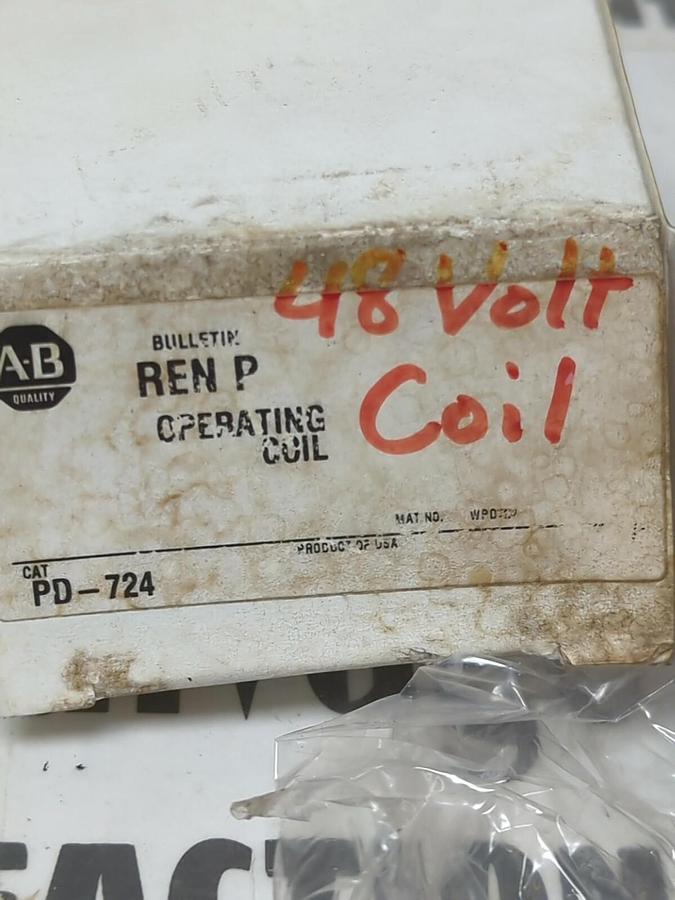 48 Volt
Coil
A-B
QUALITY
BULLETIN
REN P
OPERATING
COIL
MAT NO.
PRODUCT OF USA
CAT
PD-724